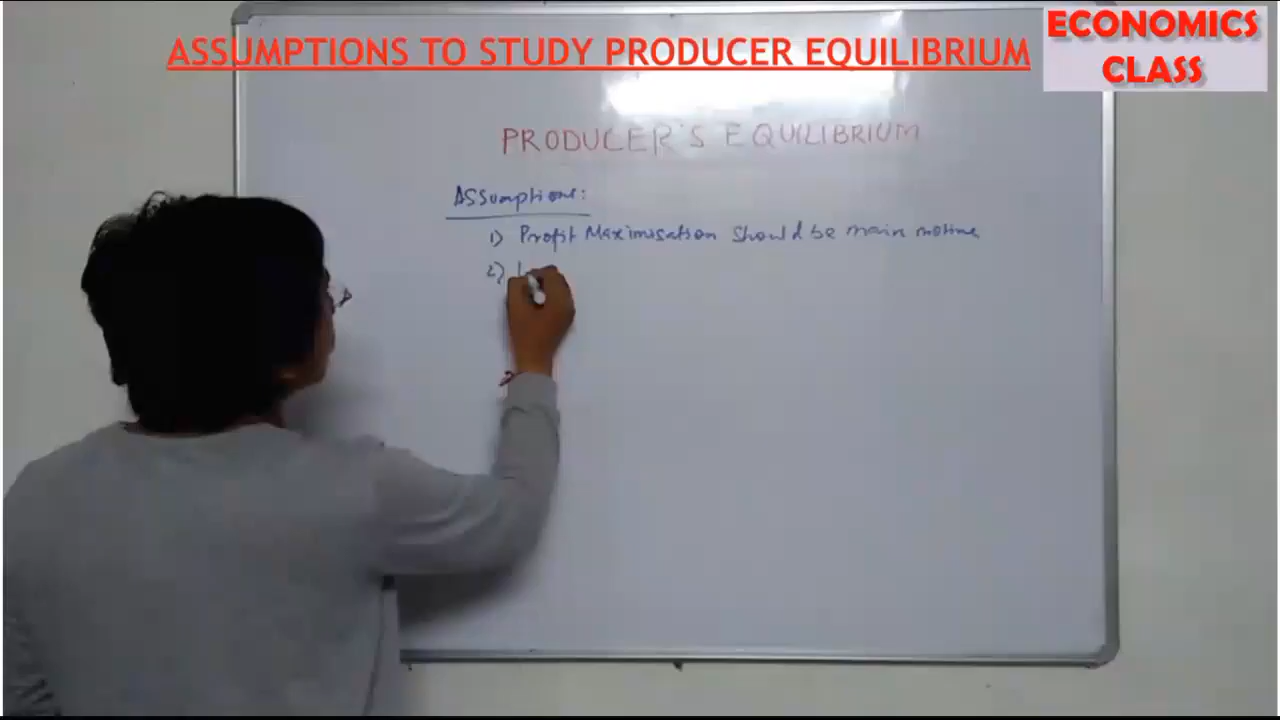 ASSUMPTIONS TO STUDY PRODUCER EQUILIBRIUM
ECONOMICS
CLASS
PRODUCER'S EQUILIBRIUM
Assumptions:
1) Profit Maximisation should be main motive
2)